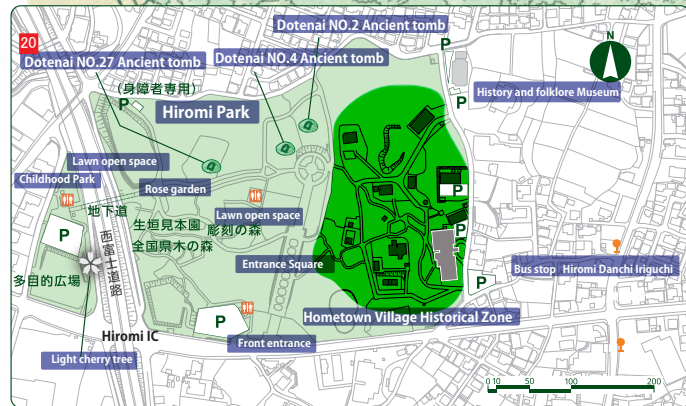 Dotenai NO.2 Ancient tomb
20
Dotenai NO.27 Ancient tomb
Dotenai NO.4 Ancient tomb
P
N
(身障者専用)
P
Hiromi Park
History and folklore Museum
P
Lawn open space
Childhood Park
Rose garden
P
地下道
Lawn open space
生垣見本園
彫刻の森
全国県木の森
西富士道路
P
P
Entrance Square
Bus stop Hiromi Danchi Iriguchi
多目的広場
P
Hometown Village Historical Zone
P
Hiromi IC
Front entrance
Light cherry tree
0 10 50 100 200